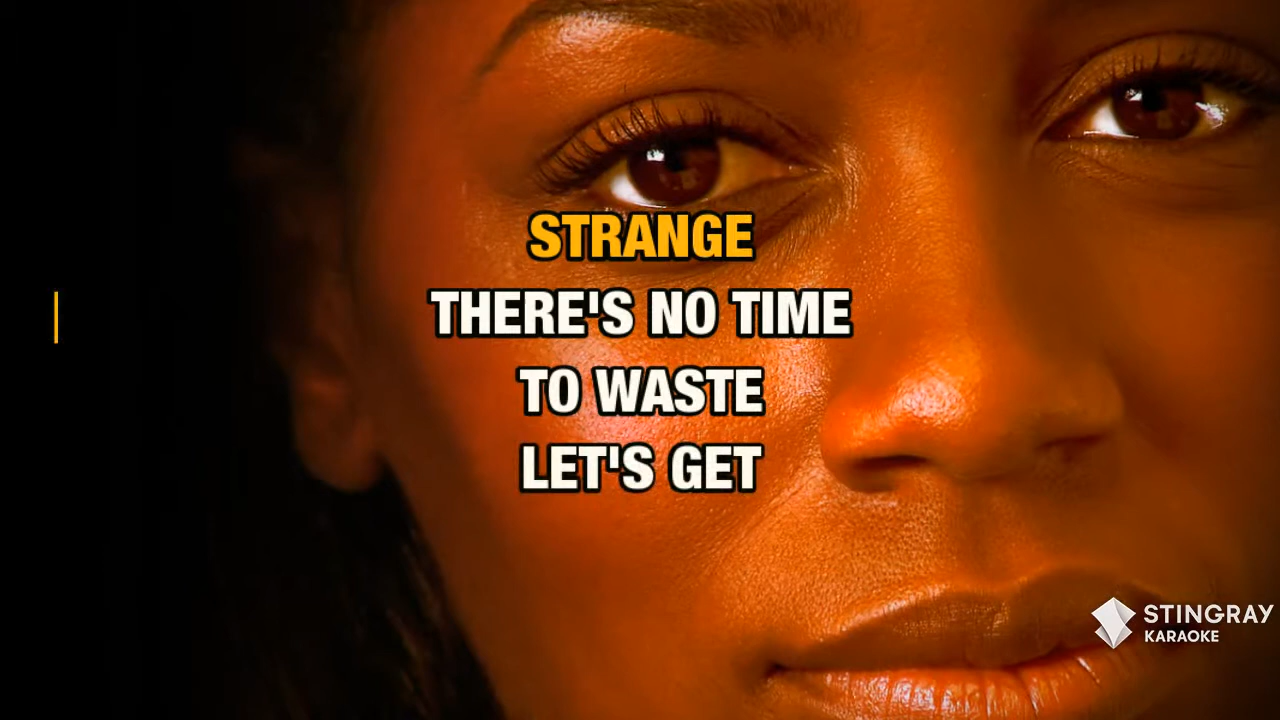 STRANGE
THERE'S NO TIME
TO WASTE
LET'S GET
STINGRAY
KARAOKE